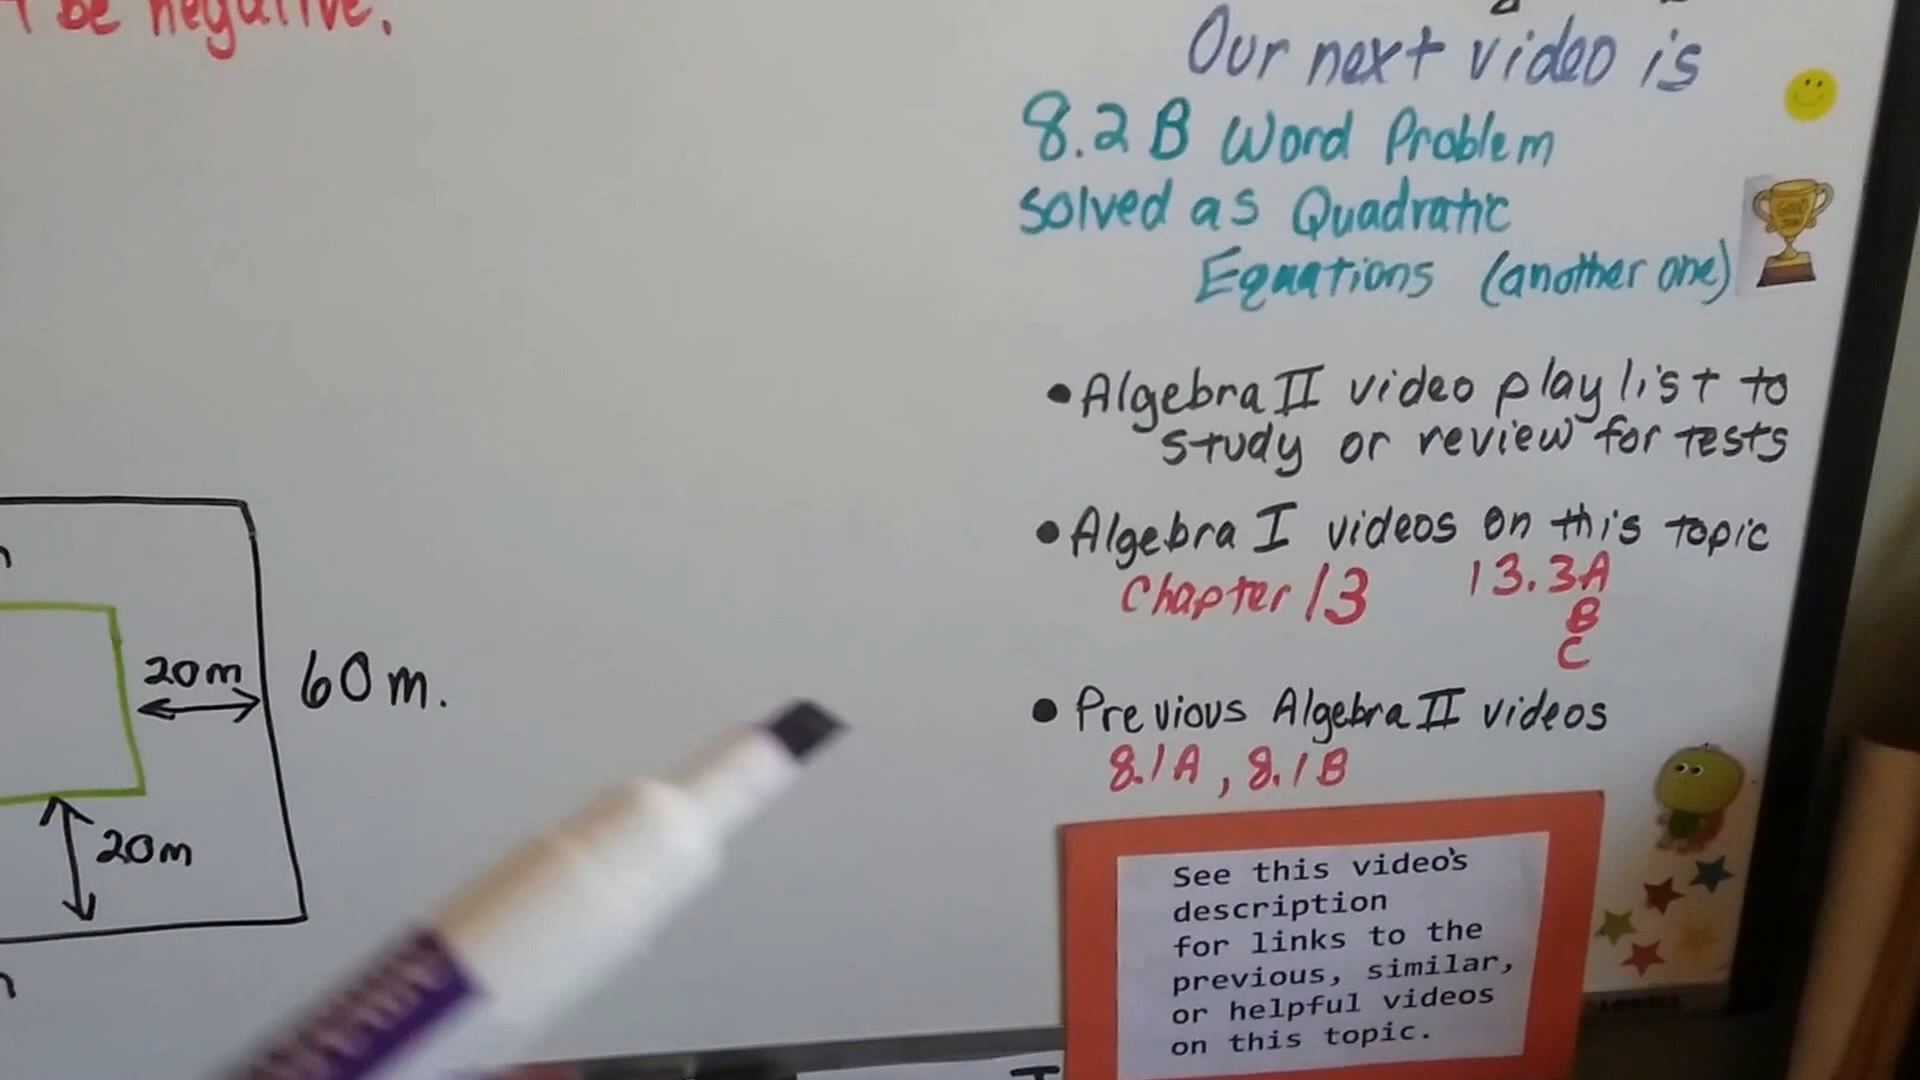 be negative.
Our next video is
8.2 B Word Problem
solved as Quadratic
Equations (another one)
• Algebra II video playlist to
study or review for tests
• Algebra I videos on this topic
Chapter 13 13.3A
B
C
• Previous Algebra II videos
8.1A, 8.1B
20m
60 m.
20m
See this video's
description
for links to the
previous, similar,
or helpful videos
on this topic.